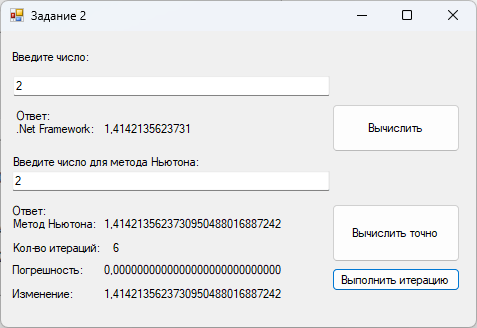 Задание 2
Введите число:
2
Ответ:
.Net Framework: 1,4142135623731
Вычислить
Введите число для метода Ньютона:
2
Ответ:
Метод Ньютона: 1,4142135623730950488016887242
Вычислить точно
Кол-во итераций: 6
Погрешность: 0,0000000000000000000000000000
Выполнить итерацию
Изменение: 1,4142135623730950488016887242